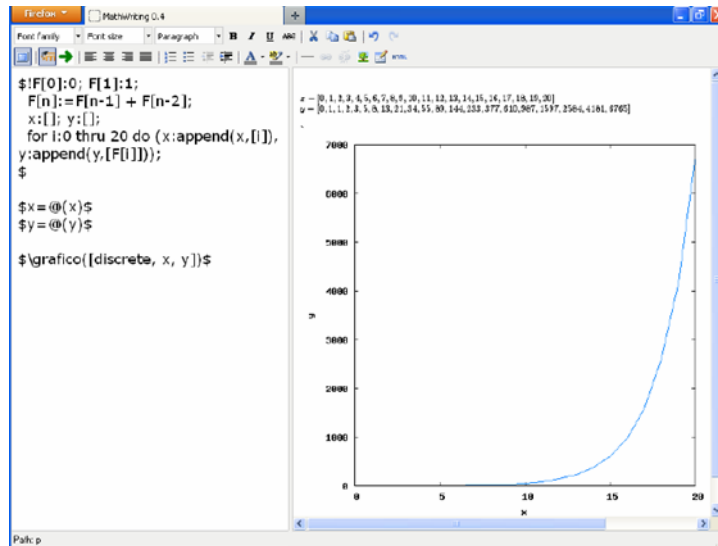 Firefox
MathWriting 0.4
+
Font family
Font size
Paragraph
B I U ABC
A
HTML
$!F[0]:0; F[1]:1;
F[n]:=F[n-1] + F[n-2];
x:[]; y:[];
for i:0 thru 20 do (x:append(x,[i]),
y:append(y,[F[i]]));
$
$x=@(x)$
$y=@(y)$
$\grafico([discrete, x, y])$
x = [0, 1, 2, 3, 4, 5, 6, 7, 8, 9, 10, 11, 12, 13, 14, 15, 16, 17, 18, 19, 20]
y = [0, 1, 1, 2, 3, 5, 8, 13, 21, 34, 55, 89, 144, 233, 377, 610, 987, 1597, 2584, 4181, 6765]
7000
6000
5000
4000
y
3000
2000
1000
0
0 5 10 15 20
x
Path: p